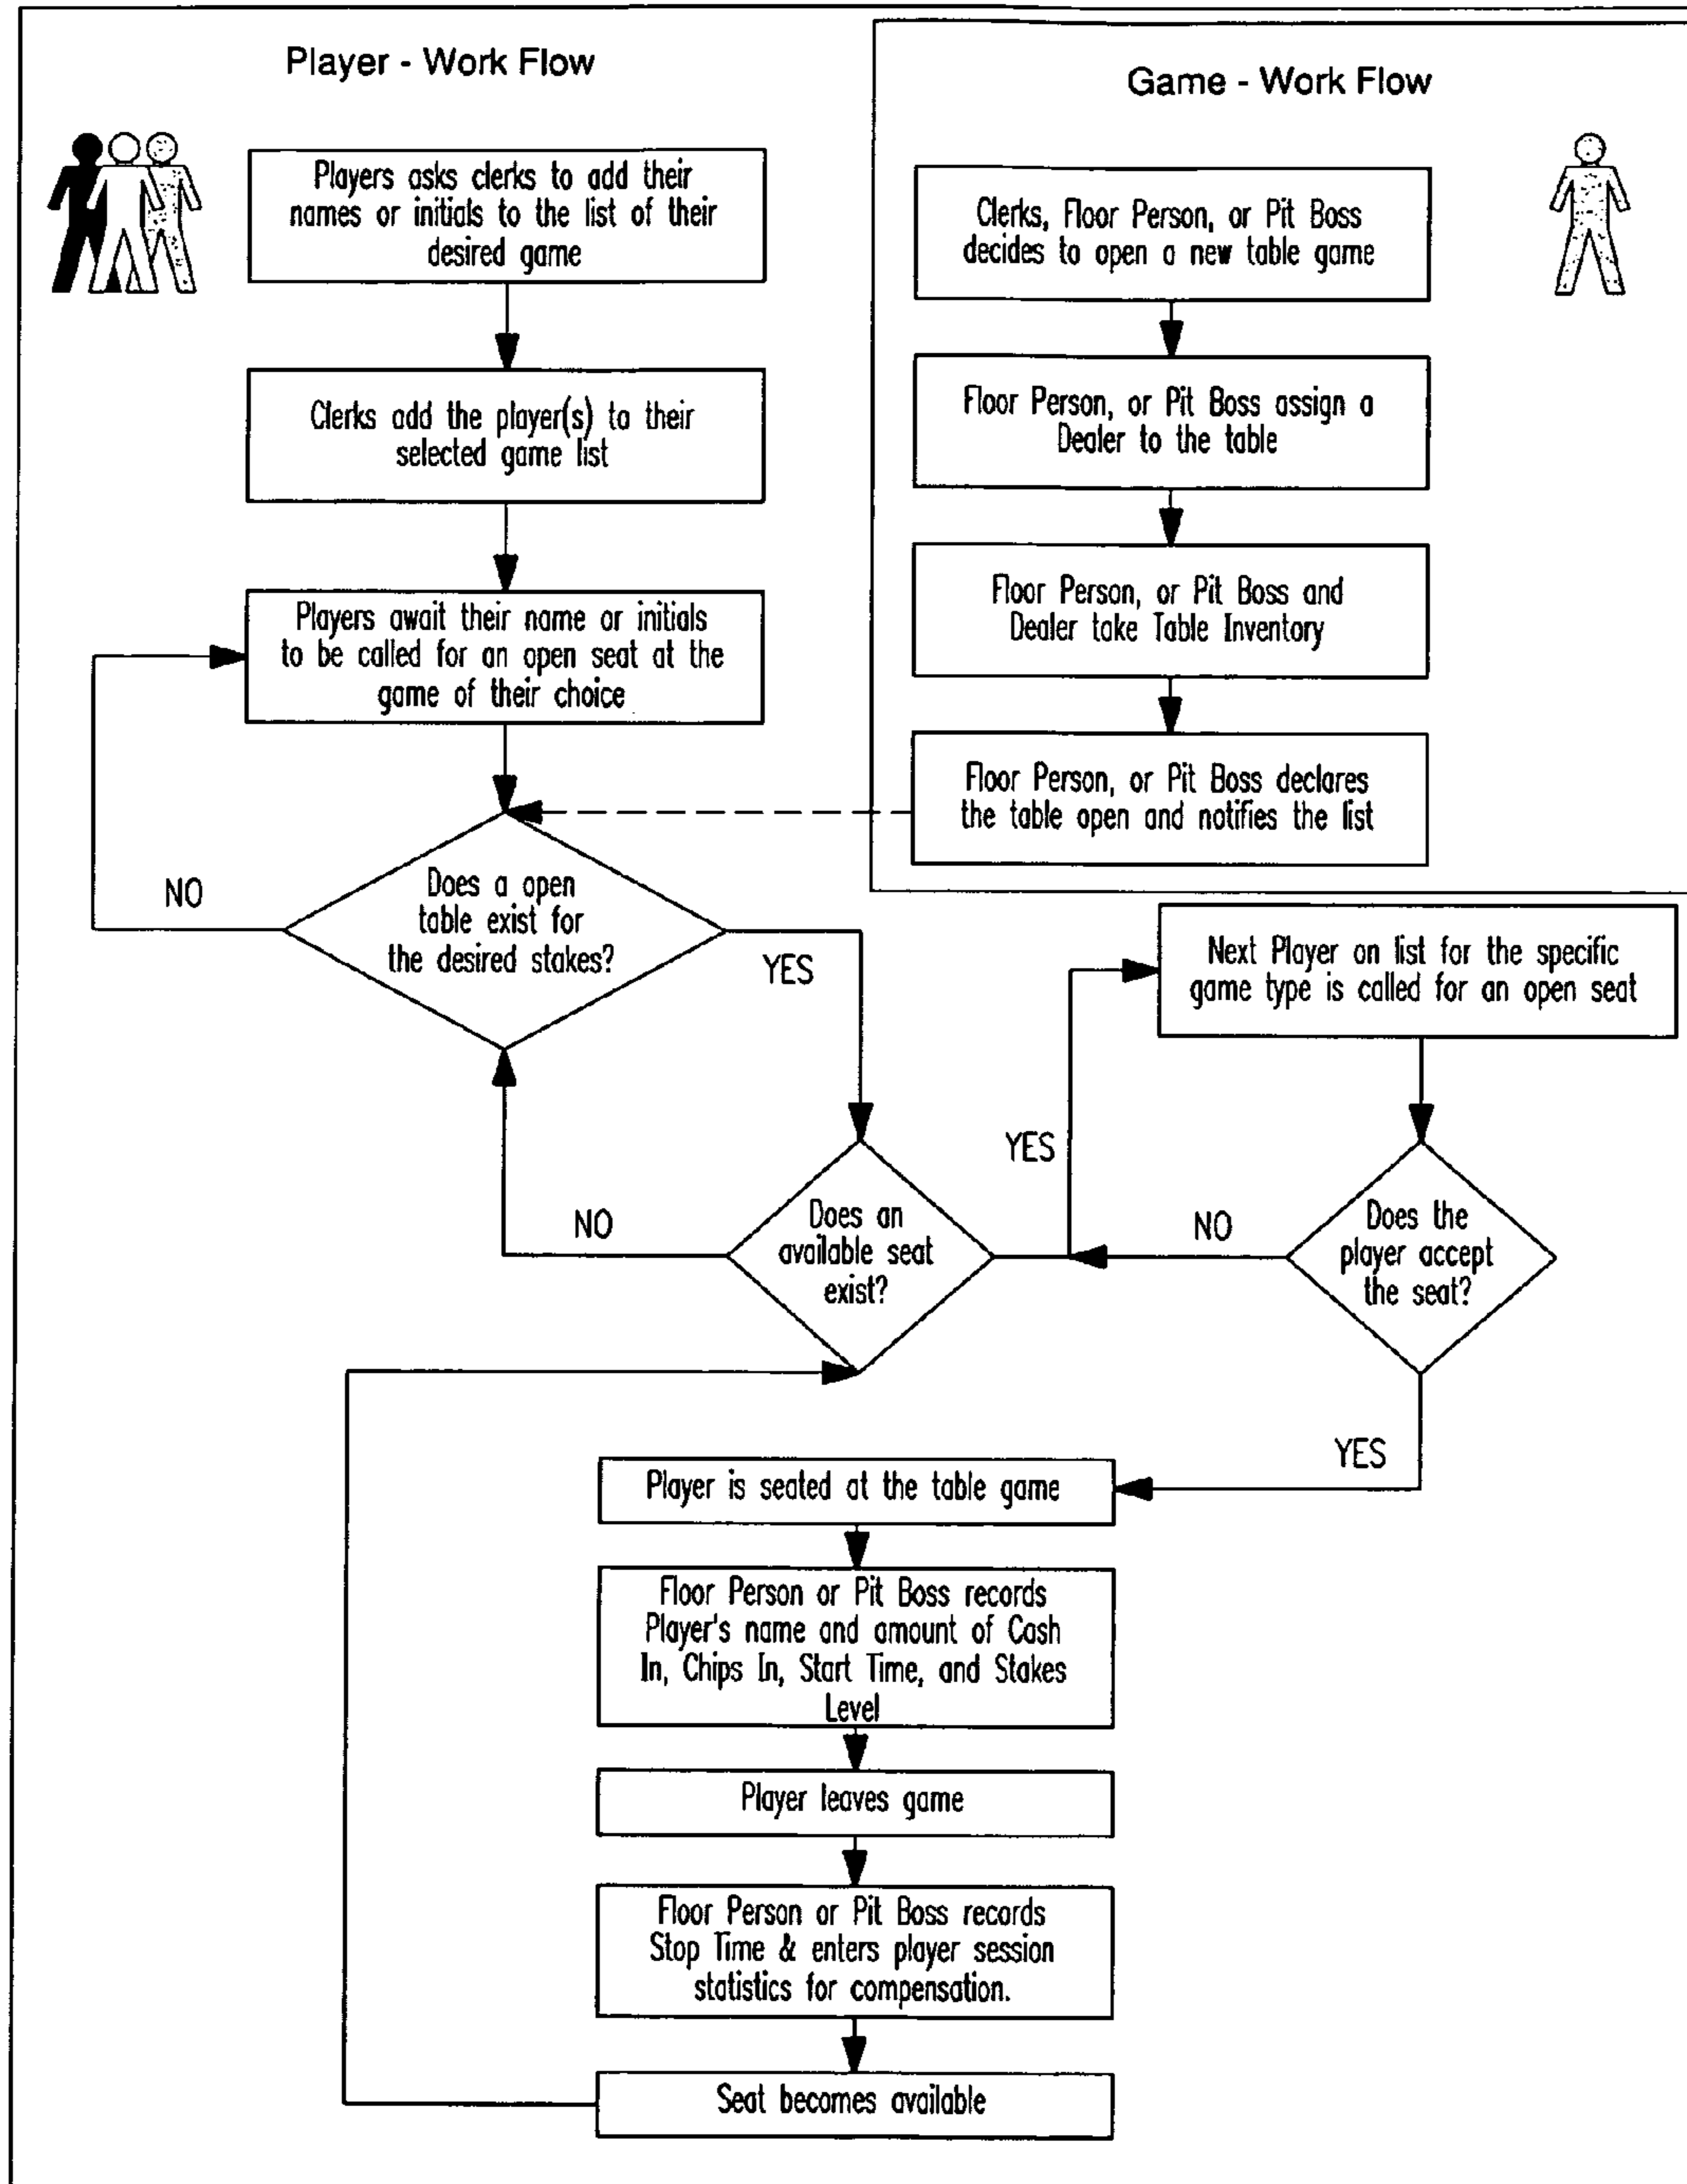 Player - Work Flow
Players asks clerks to add their
names or initials to the list of their
desired game
Clerks add the player(s) to their
selected game list
Players await their name or initials
to be called for an open seat at the
game of their choice
Game - Work Flow
Clerks, Floor Person, or Pit Boss
decides to open a new table game
Floor Person, or Pit Boss assign a
Dealer to the table
Floor Person, or Pit Boss and
Dealer take Table Inventory
Floor Person, or Pit Boss declares
the table open and notifies the list
Does a open
table exist for
the desired stakes?
NO
YES
Next Player on list for the specific
game type is called for an open seat
Does an
available seat
exist?
NO
YES
Does the
player accept
the seat?
NO
YES
Player is seated at the table game
Floor Person or Pit Boss records
Player's name and amount of Cash
In, Chips In, Start Time, and Stakes
Level
Player leaves game
Floor Person or Pit Boss records
Stop Time & enters player session
statistics for compensation.
Seat becomes available